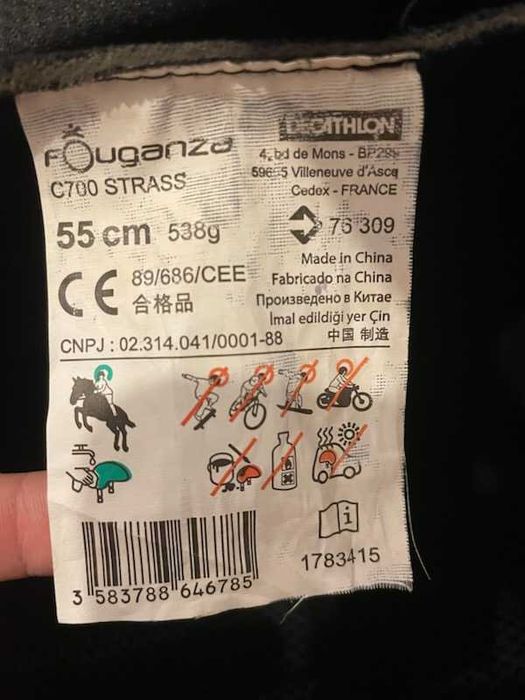 FOuganza
C700 STRASS
DECATHLON
4, bd de Mons - BP299
Villeneuve d'Ascq
Cedex - FRANCE
55 cm 538g
76 309
89/686/CEE
CE
合格品
Made in China
Fabricado na China
Произведено в Китае
İmal edildiği yer Çin
中国 制造
CNPJ : 02.314.041/0001-88
i
1783415
3 583788 646785